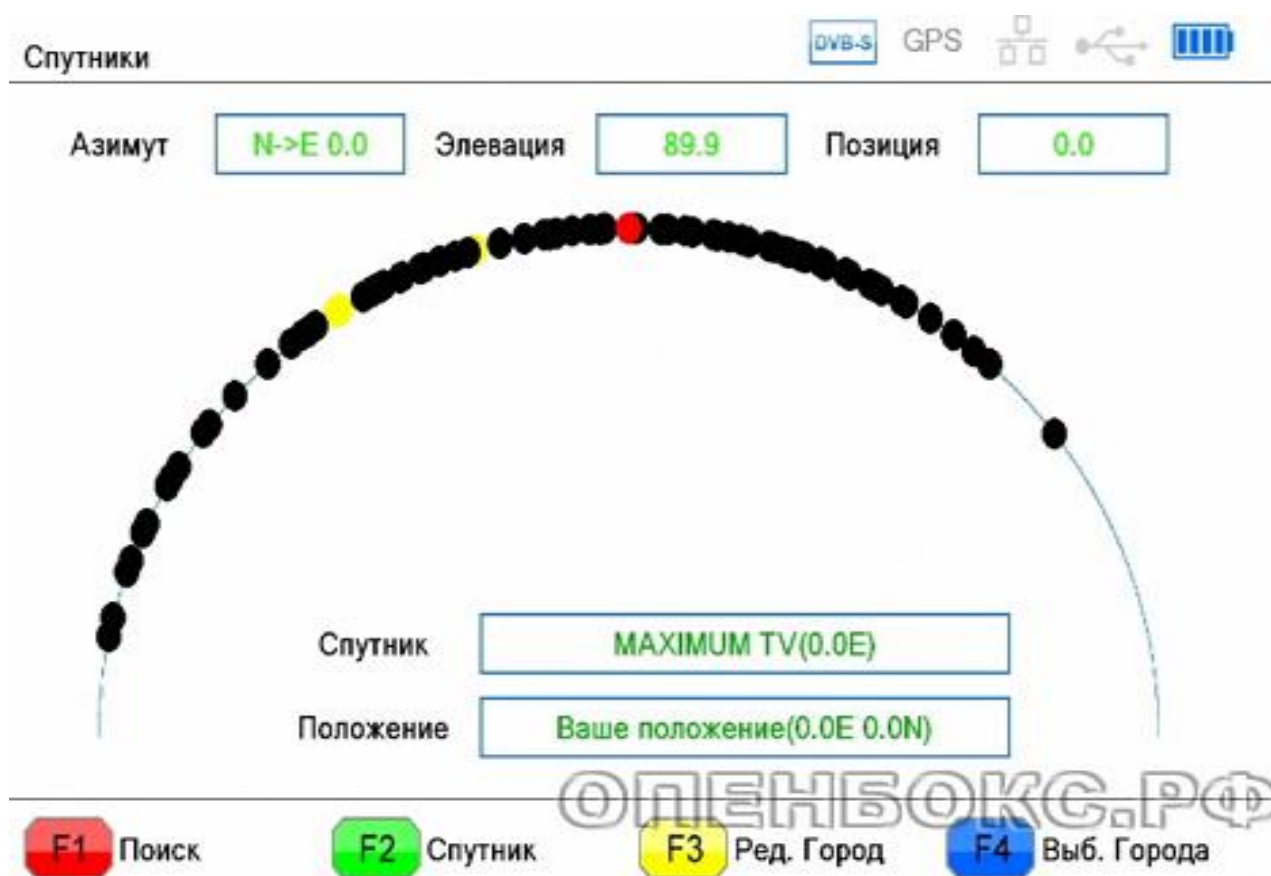 Спутники DVB-S GPS
Азимут N->E 0.0 Элевация 89.9 Позиция 0.0
Спутник MAXIMUM TV(0.0E)
Положение Ваше положение(0.0E 0.0N)
ОПЕНБОКС.РФ
F1 Поиск F2 Спутник F3 Ред. Город F4 Выб. Города